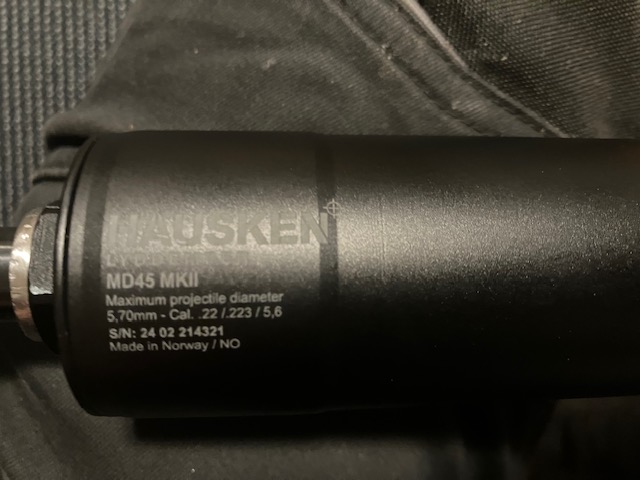 HAUSKEN
MD45 MKII
Maximum projectile diameter
5,70mm - Cal. .22 /.223 / 5,6
S/N: 24 02 214321
Made in Norway / NO